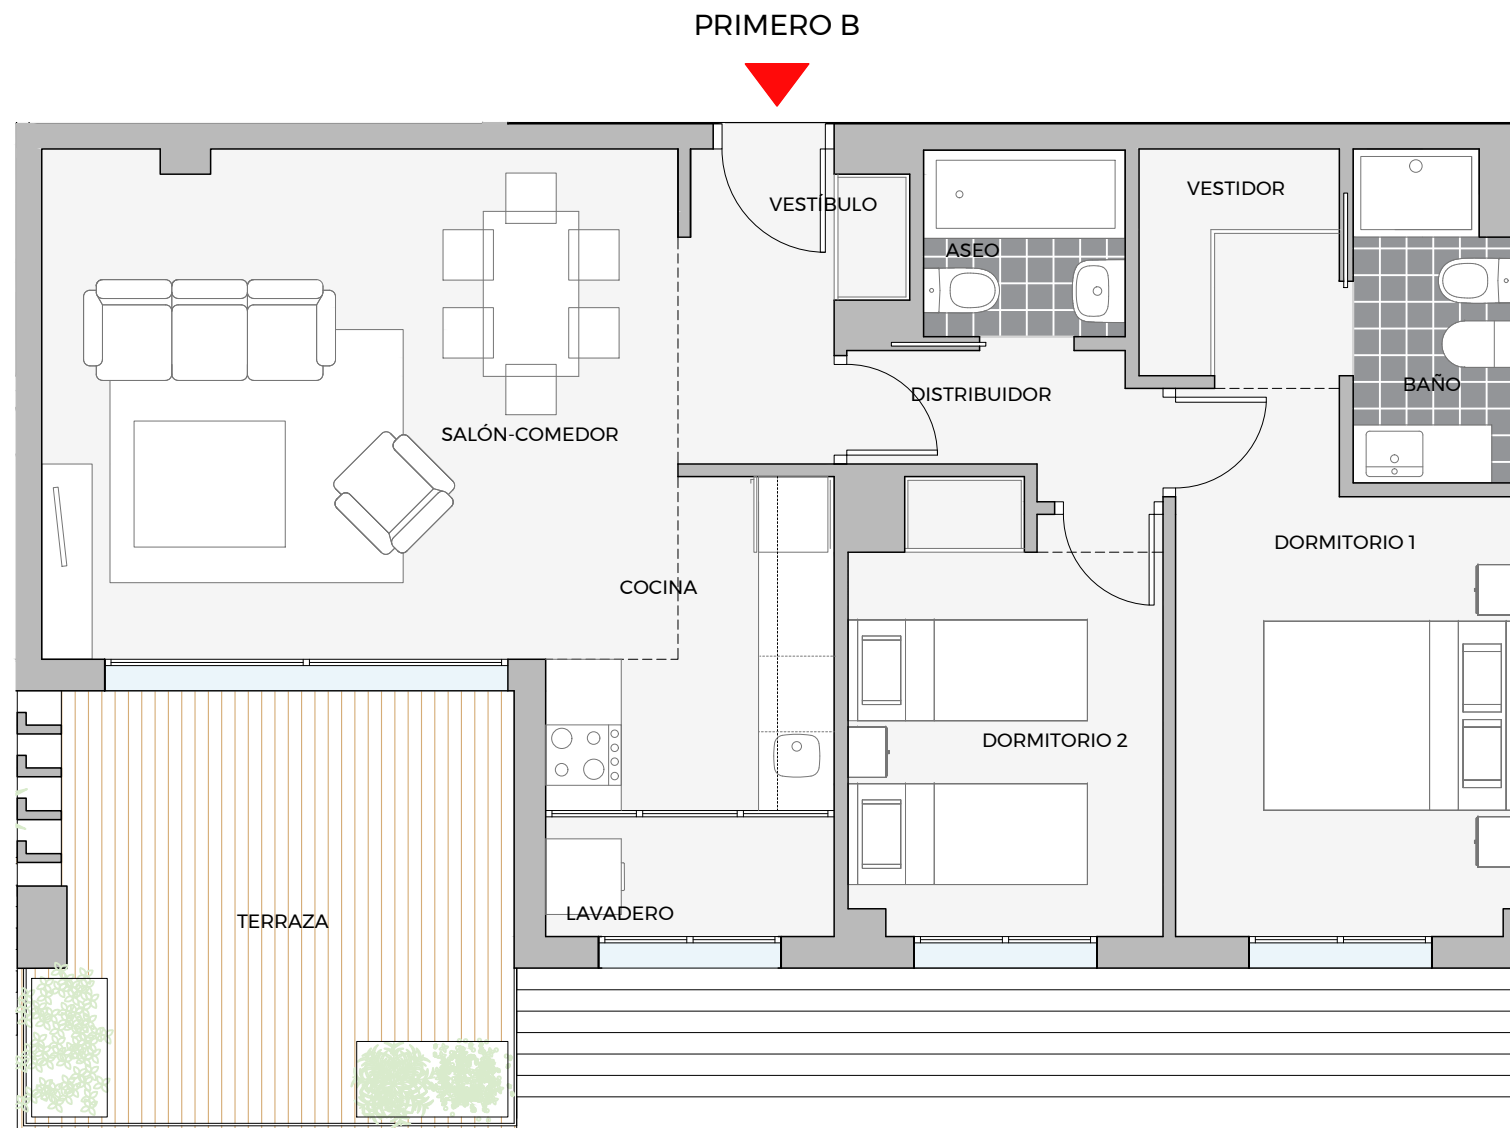 PRIMERO B
VESTIDOR
VESTÍBULO
ASEO
BAÑO
DISTRIBUIDOR
SALÓN-COMEDOR
DORMITORIO 1
COCINA
DORMITORIO 2
LAVADERO
TERRAZA